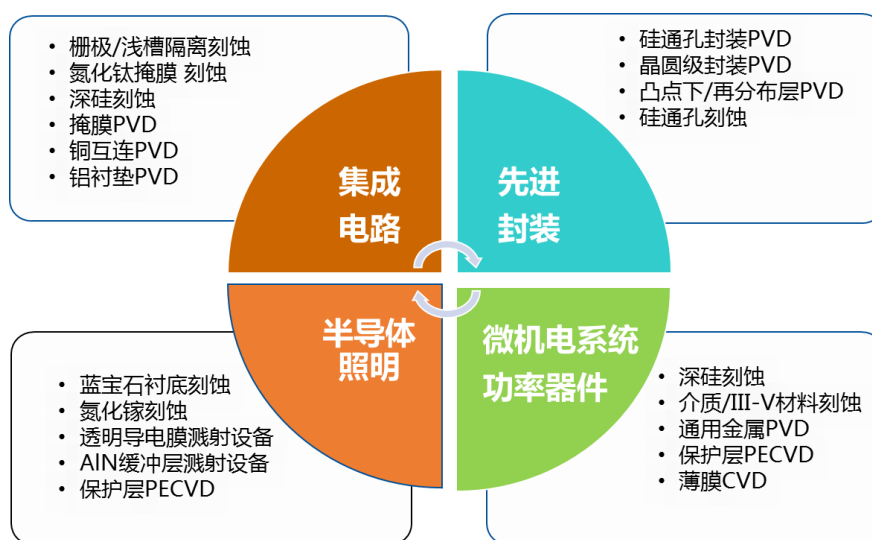 • 栅极/浅槽隔离刻蚀
• 氮化钛掩膜 刻蚀
• 深硅刻蚀
• 掩膜PVD
• 铜互连PVD
• 铝衬垫PVD
• 硅通孔封装PVD
• 晶圆级封装PVD
• 凸点下/再分布层PVD
• 硅通孔刻蚀
集成
电路
先进
封装
半导体
照明
微机电系统
功率器件
• 蓝宝石衬底刻蚀
• 氮化镓刻蚀
• 透明导电膜溅射设备
• AlN缓冲层溅射设备
• 保护层PECVD
• 深硅刻蚀
• 介质/III-V材料刻蚀
• 通用金属PVD
• 保护层PECVD
• 薄膜CVD